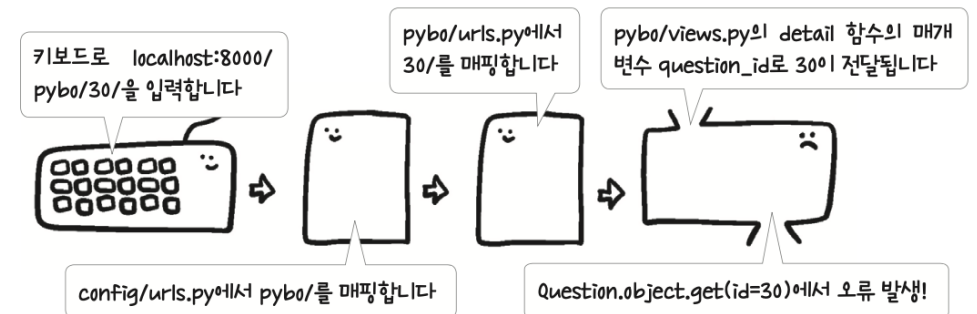 키보드로 localhost:8000/
pybo/30/을 입력합니다
config/urls.py에서 pybo/를 매핑합니다
pybo/urls.py에서
30/를 매핑합니다
pybo/views.py의 detail 함수의 매개
변수 question_id로 30이 전달됩니다
Question.object.get(id=30)에서 오류 발생!